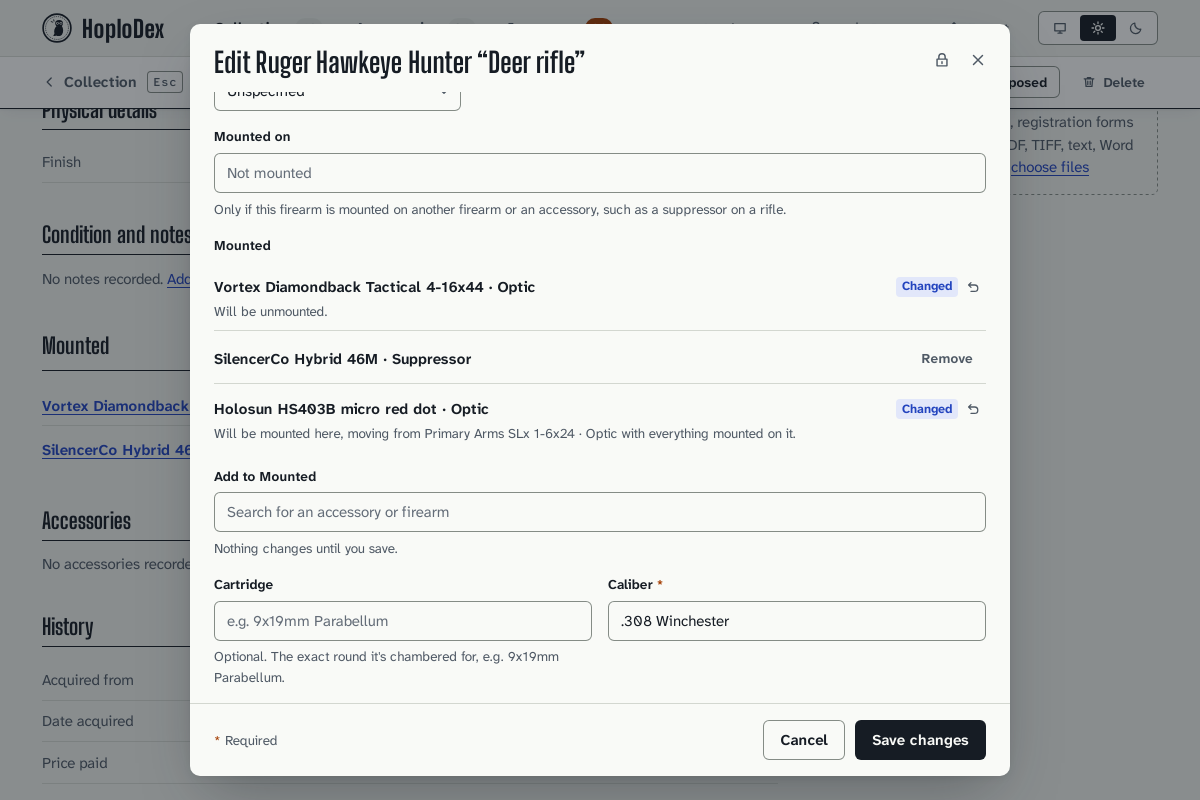 HoploDex
Edit Ruger Hawkeye Hunter “Deer rifle”
Collection Esc
posed
Delete
Unspecified
Physical details
, registration forms
Finish
DF, TIFF, text, Word
choose files
Mounted on
Not mounted
Only if this firearm is mounted on another firearm or an accessory, such as a suppressor on a rifle.
Condition and notes
No notes recorded. Add
Mounted
Vortex Diamondback Tactical 4-16x44 · Optic
Changed
Will be unmounted.
SilencerCo Hybrid 46M · Suppressor
Remove
Holosun HS403B micro red dot · Optic
Changed
Will be mounted here, moving from Primary Arms SLx 1-6x24 · Optic with everything mounted on it.
Mounted
Vortex Diamondback
SilencerCo Hybrid 46
Add to Mounted
Search for an accessory or firearm
Nothing changes until you save.
Accessories
No accessories recorde
Cartridge
e.g. 9x19mm Parabellum
Optional. The exact round it's chambered for, e.g. 9x19mm
Parabellum.
Caliber *
.308 Winchester
History
Acquired from
Date acquired
Price paid
* Required
Cancel
Save changes